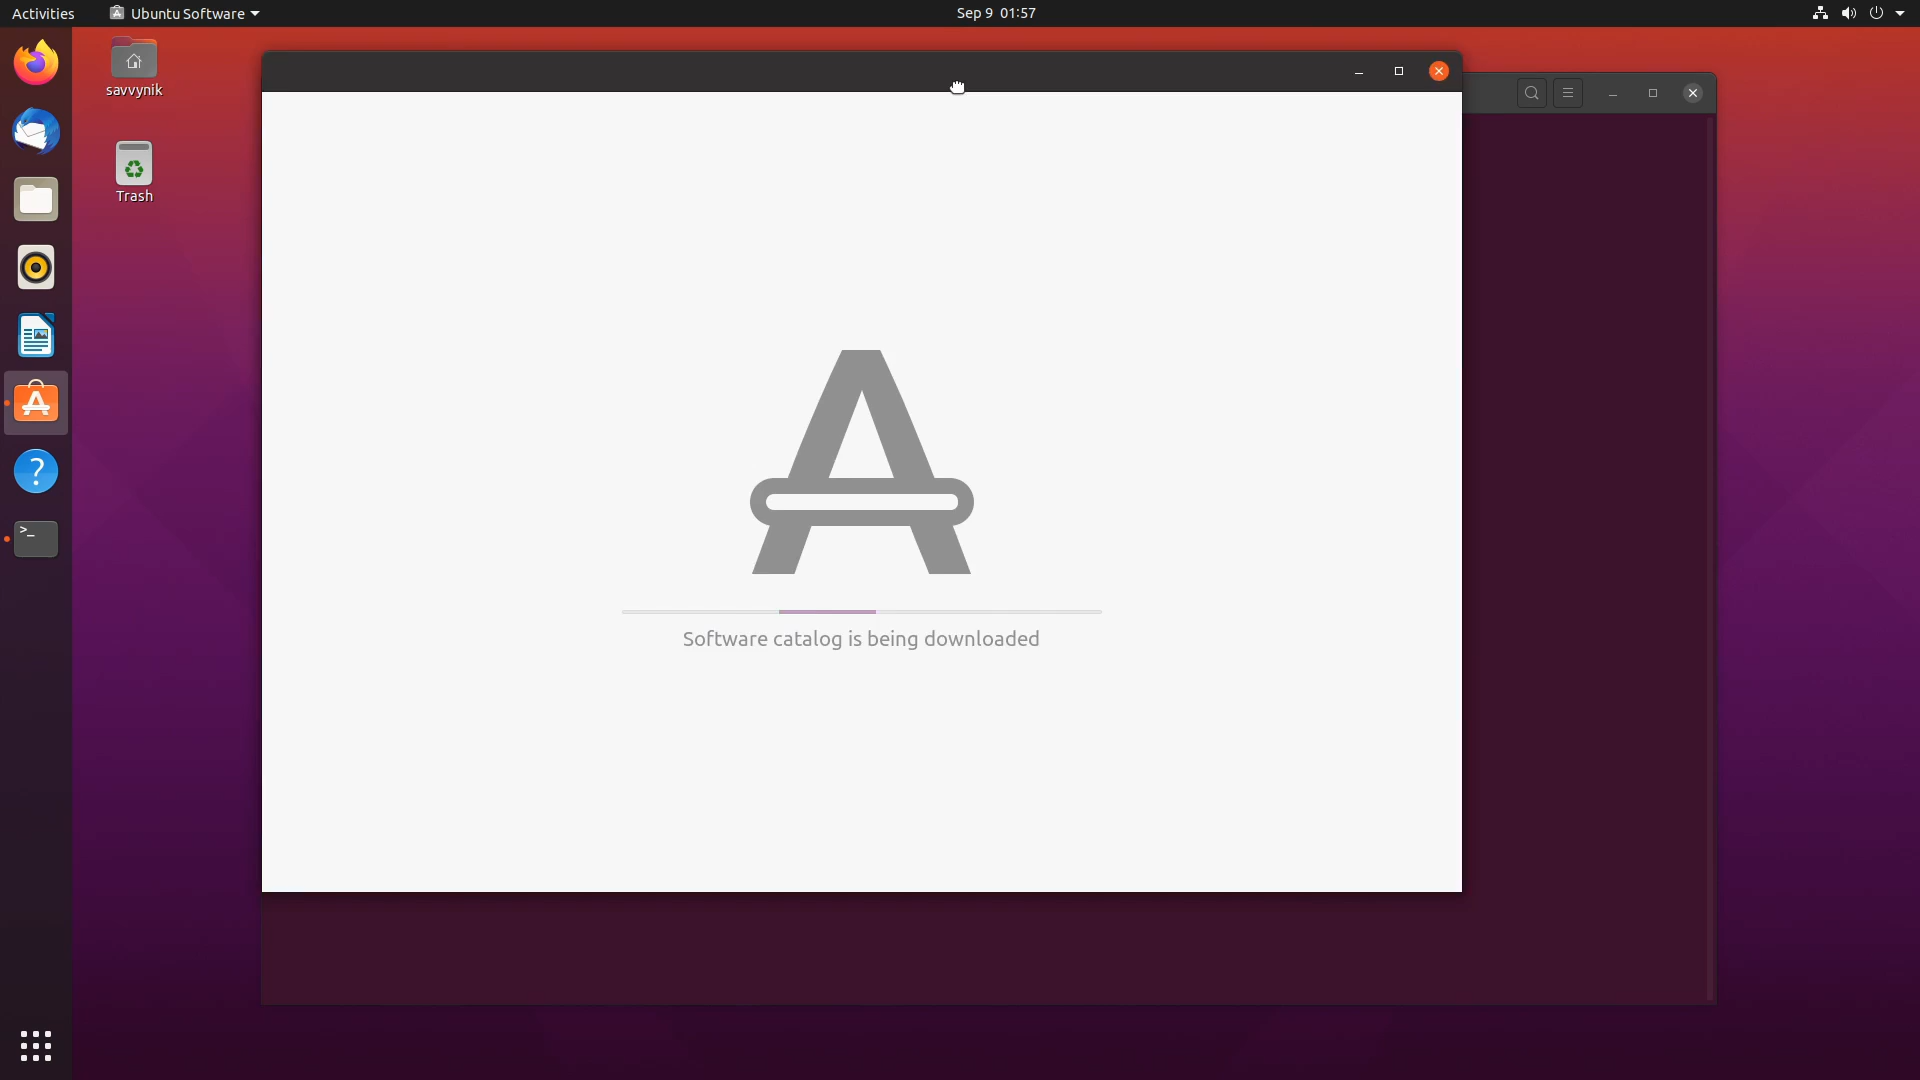 Activities
Ubuntu Software
Sep 9 01:57
savvynik
Trash
>_
?
Software catalog is being downloaded